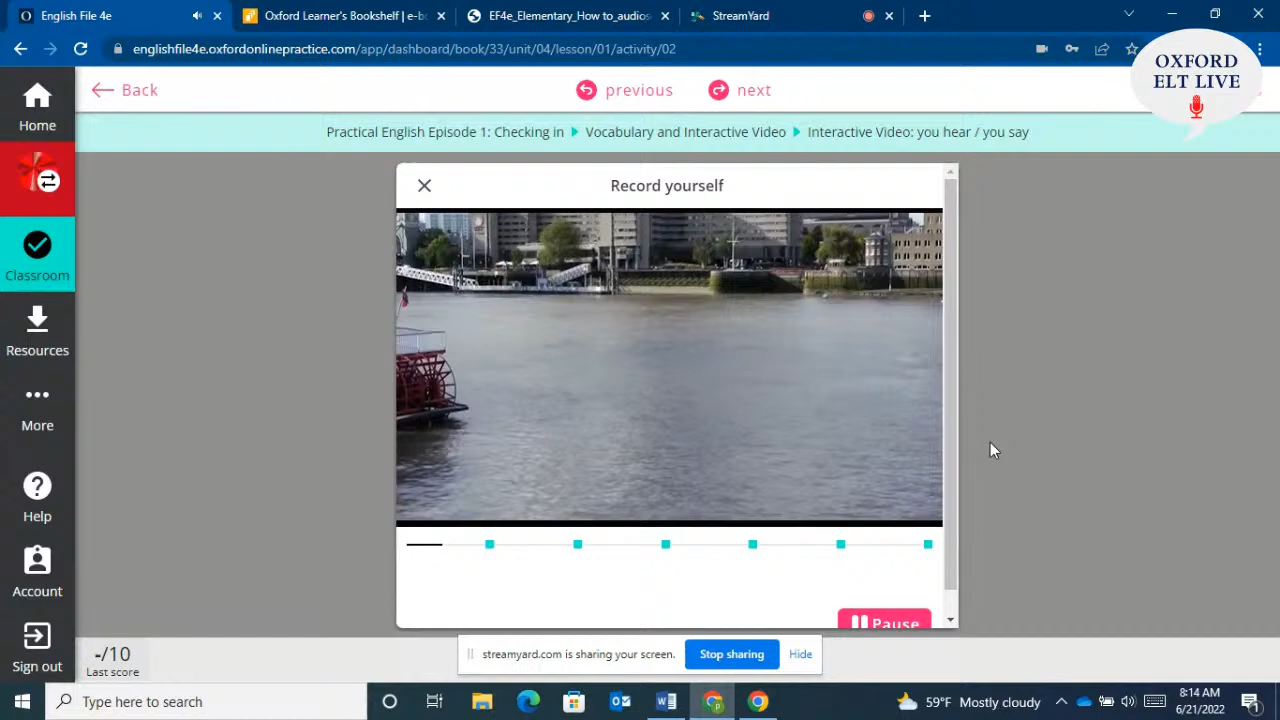 English File 4e
Oxford Learner's Bookshelf | e-b
EF4e_Elementary_How to_audios
StreamYard
englishfile4e.oxfordonlinepractice.com/app/dashboard/book/33/unit/04/lesson/01/activity/02
OXFORD
ELT LIVE
Home
Back
previous
next
Practical English Episode 1: Checking in
Vocabulary and Interactive Video
Interactive Video: you hear / you say
Record yourself
Classroom
Resources
More
Help
Account
Sign out
Pause
-/10
Last score
streamyard.com is sharing your screen.
Stop sharing
Hide
Type here to search
59°F Mostly cloudy
8:14 AM
6/21/2022
1